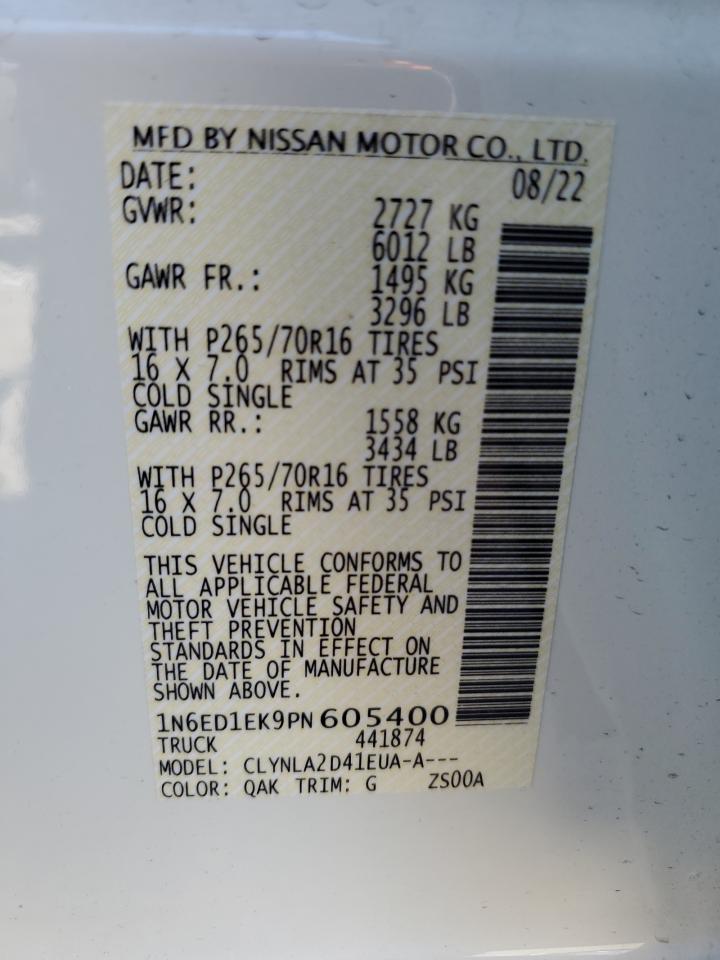 MFD BY NISSAN MOTOR CO., LTD.
DATE: 08/22
GVWR: 2727 KG
6012 LB
GAWR FR.: 1495 KG
3296 LB
WITH P265/70R16 TIRES
16 X 7.0 RIMS AT 35 PSI
COLD SINGLE
GAWR RR.: 1558 KG
3434 LB
WITH P265/70R16 TIRES
16 X 7.0 RIMS AT 35 PSI
COLD SINGLE
THIS VEHICLE CONFORMS TO
ALL APPLICABLE FEDERAL
MOTOR VEHICLE SAFETY AND
THEFT PREVENTION
STANDARDS IN EFFECT ON
THE DATE OF MANUFACTURE
SHOWN ABOVE.
1N6ED1EK9PN605400
TRUCK 441874
MODEL: CLYNLA2D41EUA-A---
COLOR: QAK TRIM: G ZS00A